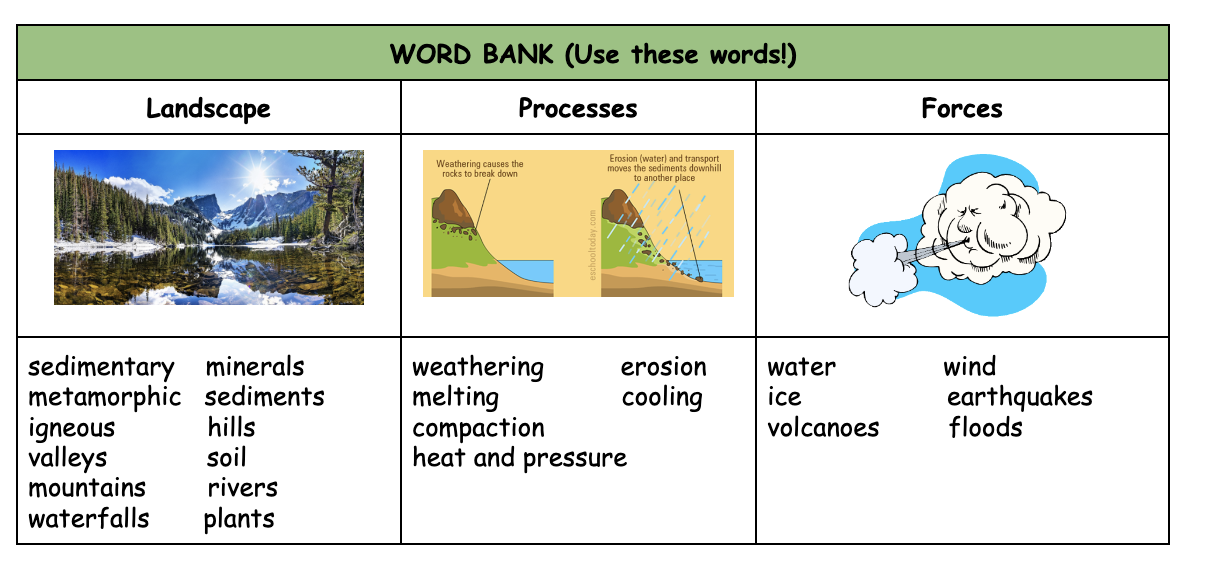 WORD BANK (Use these words!)
Landscape Processes Forces
Weathering causes the
rocks to break down
Erosion (water) and transport
moves the sediments downhill
to another place
eschooltoday.com
sedimentary minerals
metamorphic sediments
igneous hills
valleys soil
mountains rivers
waterfalls plants
weathering erosion
melting cooling
compaction
heat and pressure
water wind
ice earthquakes
volcanoes floods